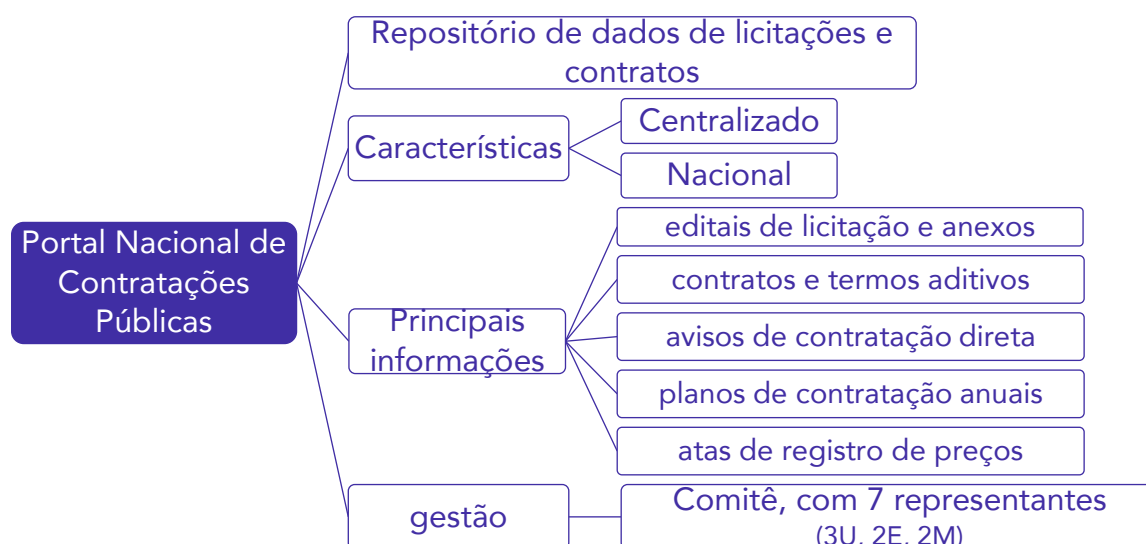 Repositório de dados de licitações e
contratos
Características
Centralizado
Nacional
Portal Nacional de
Contratações
Públicas
Principais
informações
editais de licitação e anexos
contratos e termos aditivos
avisos de contratação direta
planos de contratação anuais
atas de registro de preços
gestão
Comitê, com 7 representantes
(3U, 2E, 2M)